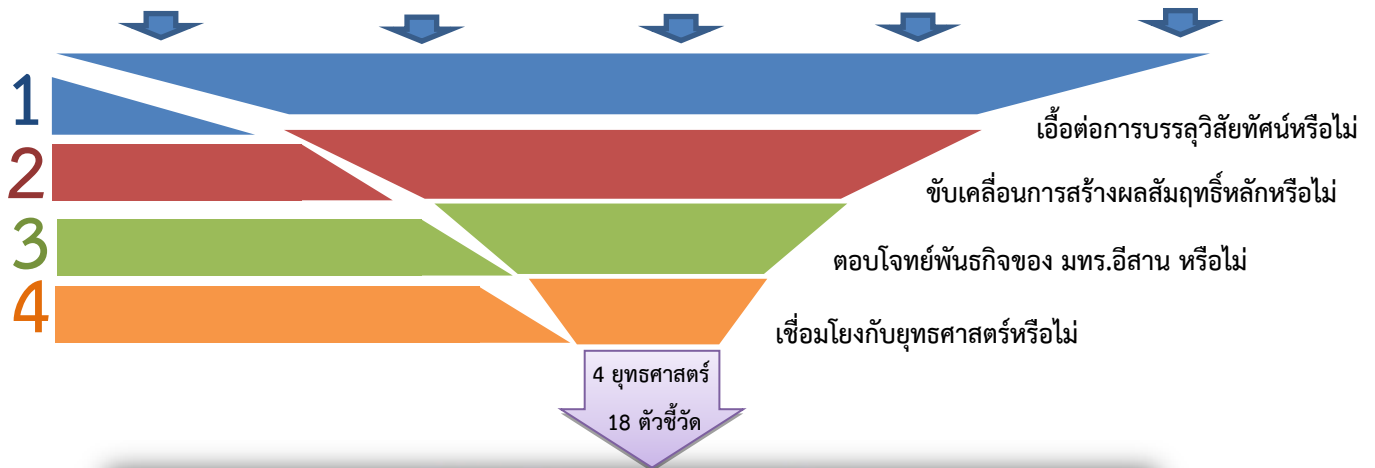 1
เอื้อต่อการบรรลุวิสัยทัศน์หรือไม่
2
ขับเคลื่อนการสร้างผลสัมฤทธิ์หลักหรือไม่
3
ตอบโจทย์พันธกิจของ มทร.อีสาน หรือไม่
4
เชื่อมโยงกับยุทธศาสตร์หรือไม่
4 ยุทธศาสตร์
18 ตัวชี้วัด